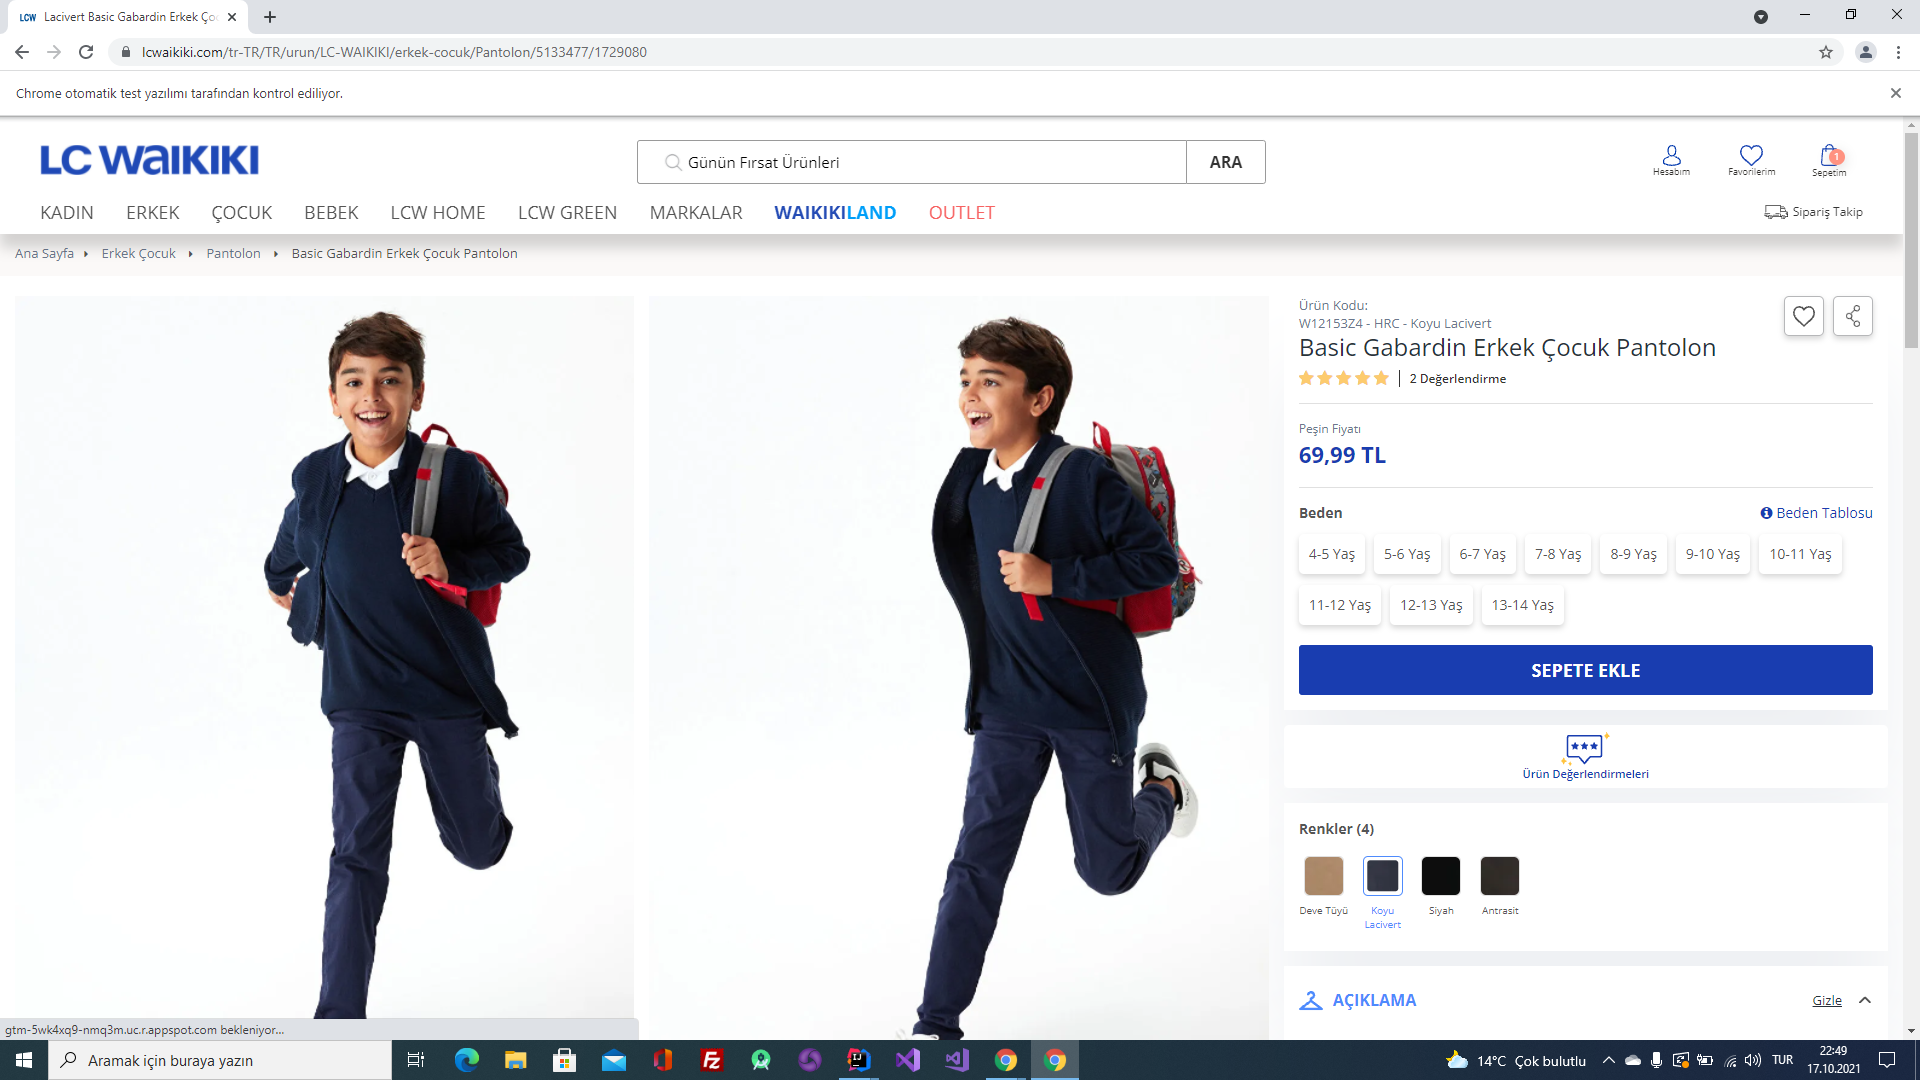 LCW Lacivert Basic Gabardin Erkek Ço
lcwaikiki.com/tr-TR/TR/urun/LC-WAIKIKI/erkek-cocuk/Pantolon/5133477/1729080
Chrome otomatik test yazılımı tarafından kontrol ediliyor.
LC WAIKIKI
Günün Fırsat Ürünleri
ARA
Hesabım
Favorilerim
1
Sepetim
KADIN ERKEK ÇOCUK BEBEK LCW HOME LCW GREEN MARKALAR WAIKIKILAND OUTLET
Sipariş Takip
Ana Sayfa Erkek Çocuk Pantolon Basic Gabardin Erkek Çocuk Pantolon
Ürün Kodu:
W12153Z4 - HRC - Koyu Lacivert
Basic Gabardin Erkek Çocuk Pantolon
2 Değerlendirme
Peşin Fiyatı
69,99 TL
Beden
Beden Tablosu
4-5 Yaş 5-6 Yaş 6-7 Yaş 7-8 Yaş 8-9 Yaş 9-10 Yaş 10-11 Yaş
11-12 Yaş 12-13 Yaş 13-14 Yaş
SEPETE EKLE
Ürün Değerlendirmeleri
Renkler (4)
Deve Tüyü
Koyu
Lacivert
Siyah
Antrasit
AÇIKLAMA
Gizle
gtm-5wk4xq9-nmq3m.uc.r.appspot.com bekleniyor...
Aramak için buraya yazın
14°C Çok bulutlu
TUR
22:49
17.10.2021